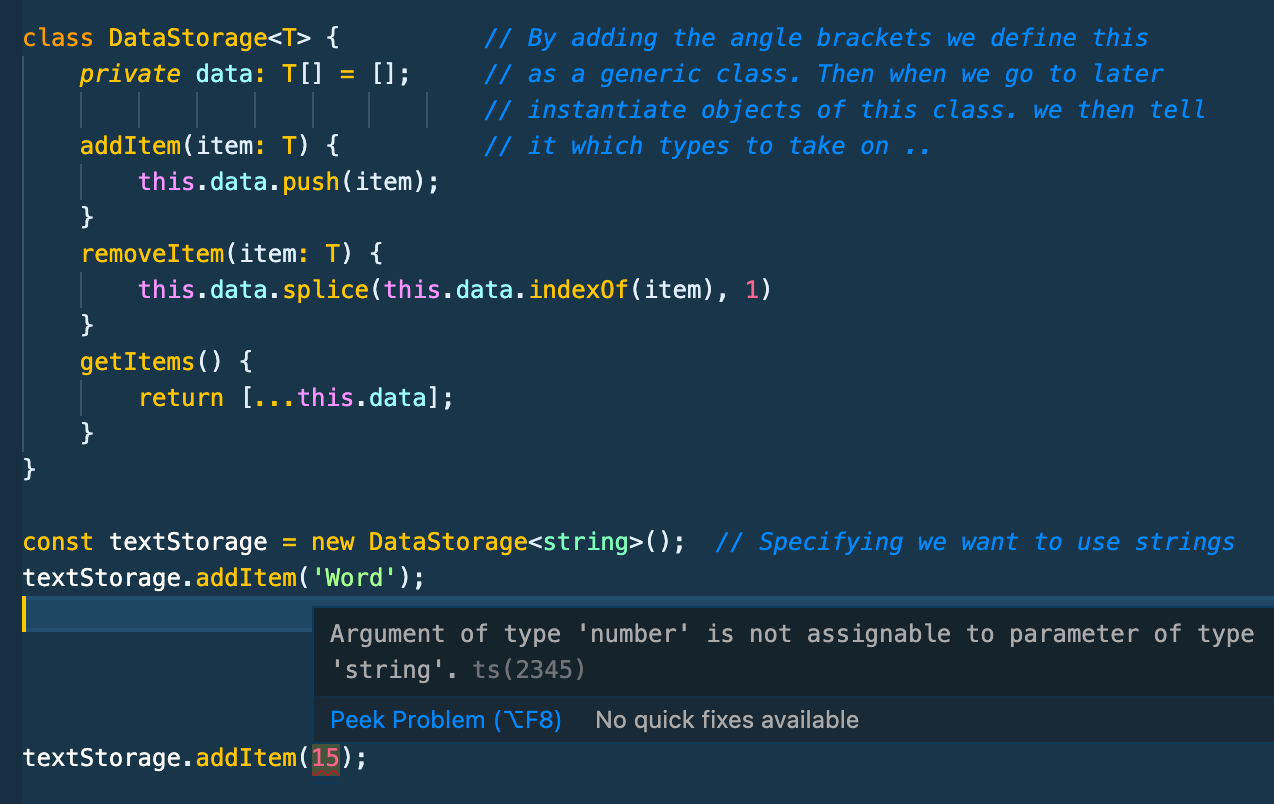 class DataStorage<T> {          // By adding the angle brackets we define this
    private data: T[] = [];     // as a generic class. Then when we go to later
                                // instantiate objects of this class. we then tell
    addItem(item: T) {          // it which types to take on ..
        this.data.push(item);
    }
    removeItem(item: T) {
        this.data.splice(this.data.indexOf(item), 1)
    }
    getItems() {
        return [...this.data];
    }
}
const textStorage = new DataStorage<string>();  // Specifying we want to use strings
textStorage.addItem('Word');
Argument of type 'number' is not assignable to parameter of type
'string'. ts(2345)
Peek Problem (⌥F8)    No quick fixes available
textStorage.addItem(15);